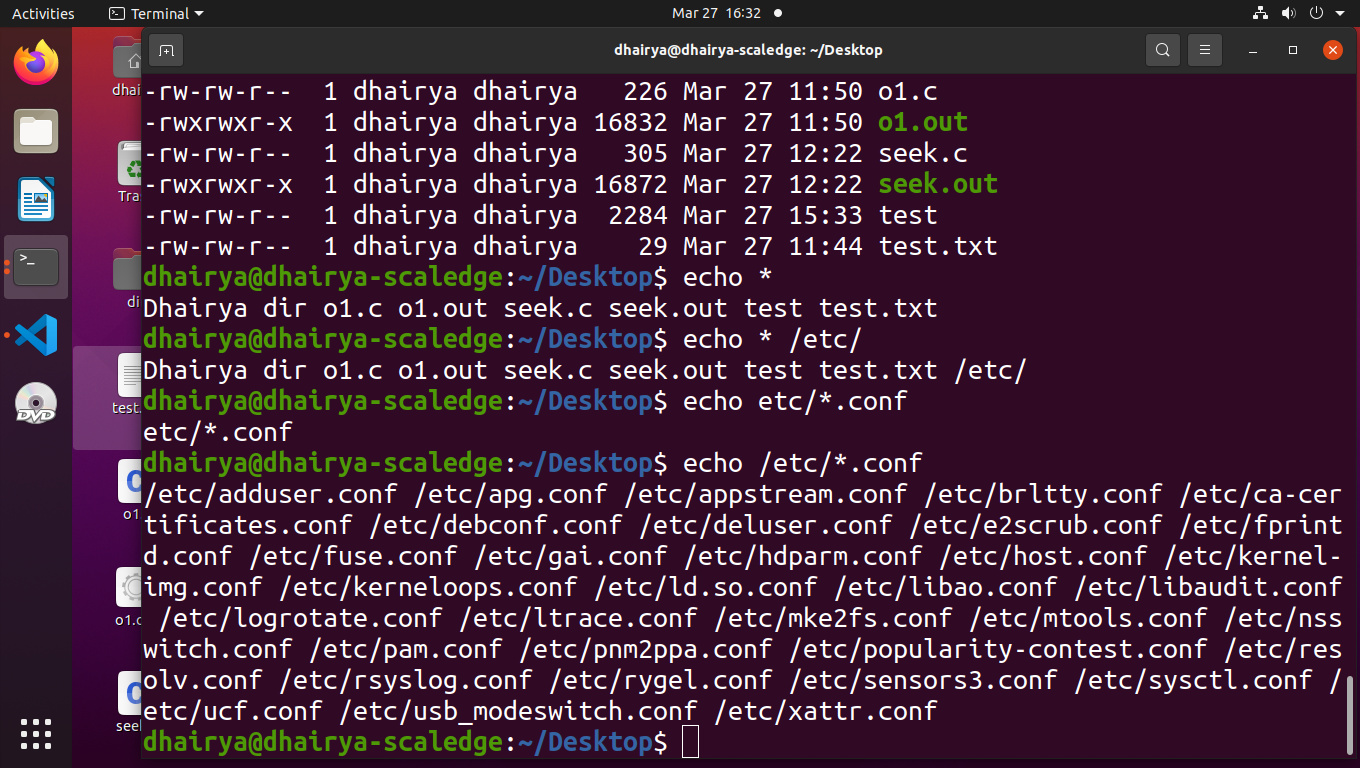 Activities
Terminal
Mar 27 16:32
dhairya@dhairya-scaledge: ~/Desktop
-rw-rw-r--  1 dhairya dhairya   226 Mar 27 11:50 o1.c
-rwxrwxr-x  1 dhairya dhairya 16832 Mar 27 11:50 o1.out
-rw-rw-r--  1 dhairya dhairya   305 Mar 27 12:22 seek.c
-rwxrwxr-x  1 dhairya dhairya 16872 Mar 27 12:22 seek.out
-rw-rw-r--  1 dhairya dhairya  2284 Mar 27 15:33 test
-rw-rw-r--  1 dhairya dhairya    29 Mar 27 11:44 test.txt
dhairya@dhairya-scaledge:~/Desktop$ echo *
Dhairya dir o1.c o1.out seek.c seek.out test test.txt
dhairya@dhairya-scaledge:~/Desktop$ echo * /etc/
Dhairya dir o1.c o1.out seek.c seek.out test test.txt /etc/
dhairya@dhairya-scaledge:~/Desktop$ echo etc/*.conf
etc/*.conf
dhairya@dhairya-scaledge:~/Desktop$ echo /etc/*.conf
/etc/adduser.conf /etc/apg.conf /etc/appstream.conf /etc/brltty.conf /etc/ca-cer
tificates.conf /etc/debconf.conf /etc/deluser.conf /etc/e2scrub.conf /etc/fprint
d.conf /etc/fuse.conf /etc/gai.conf /etc/hdparm.conf /etc/host.conf /etc/kernel-
img.conf /etc/kerneloops.conf /etc/ld.so.conf /etc/libao.conf /etc/libaudit.conf
 /etc/logrotate.conf /etc/ltrace.conf /etc/mke2fs.conf /etc/mtools.conf /etc/nss
witch.conf /etc/pam.conf /etc/pnm2ppa.conf /etc/popularity-contest.conf /etc/res
olv.conf /etc/rsyslog.conf /etc/rygel.conf /etc/sensors3.conf /etc/sysctl.conf /
etc/ucf.conf /etc/usb_modeswitch.conf /etc/xattr.conf
dhairya@dhairya-scaledge:~/Desktop$
dhai
Tra
di
test.
o1.
o1.o
seel
DVD